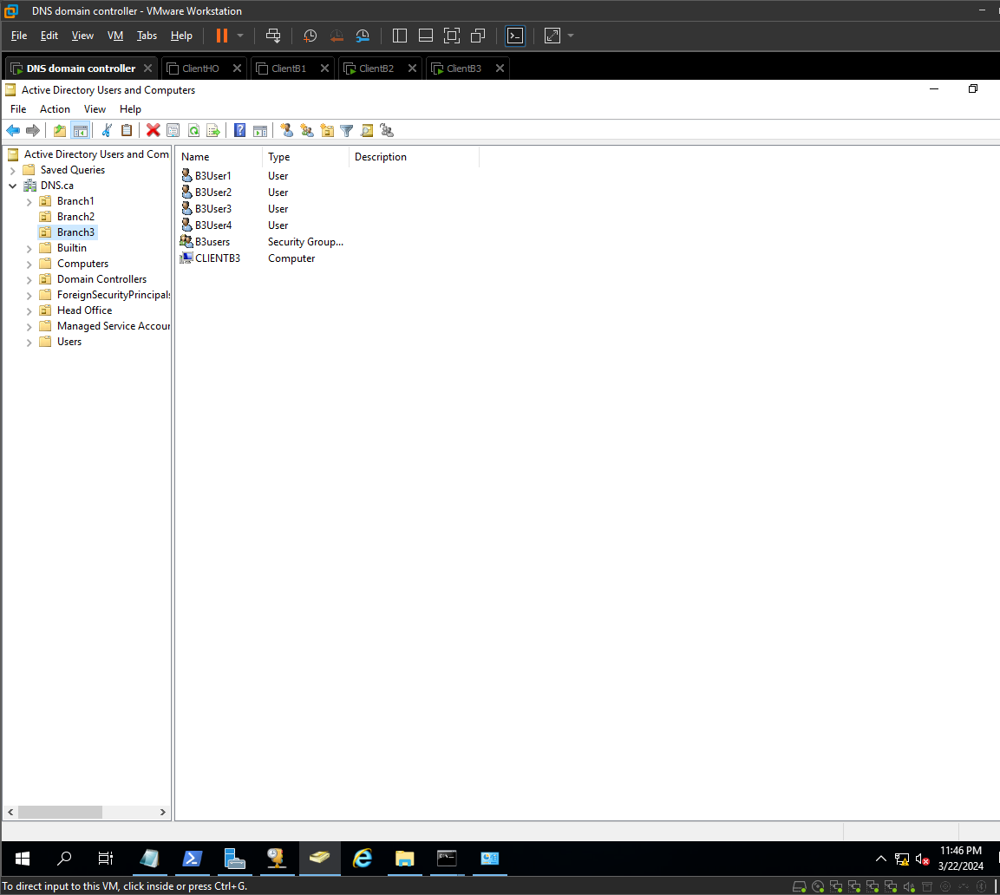 DNS domain controller - VMware Workstation
File Edit View VM Tabs Help
DNS domain controller ClientHO ClientB1 ClientB2 ClientB3
Active Directory Users and Computers
File Action View Help
Active Directory Users and Com
Saved Queries
DNS.ca
Branch1
Branch2
Branch3
Builtin
Computers
Domain Controllers
ForeignSecurityPrincipals
Head Office
Managed Service Accour
Users
Name Type Description
B3User1 User
B3User2 User
B3User3 User
B3User4 User
B3users Security Group...
CLIENTB3 Computer
11:46 PM
3/22/2024
To direct input to this VM, click inside or press Ctrl+G.